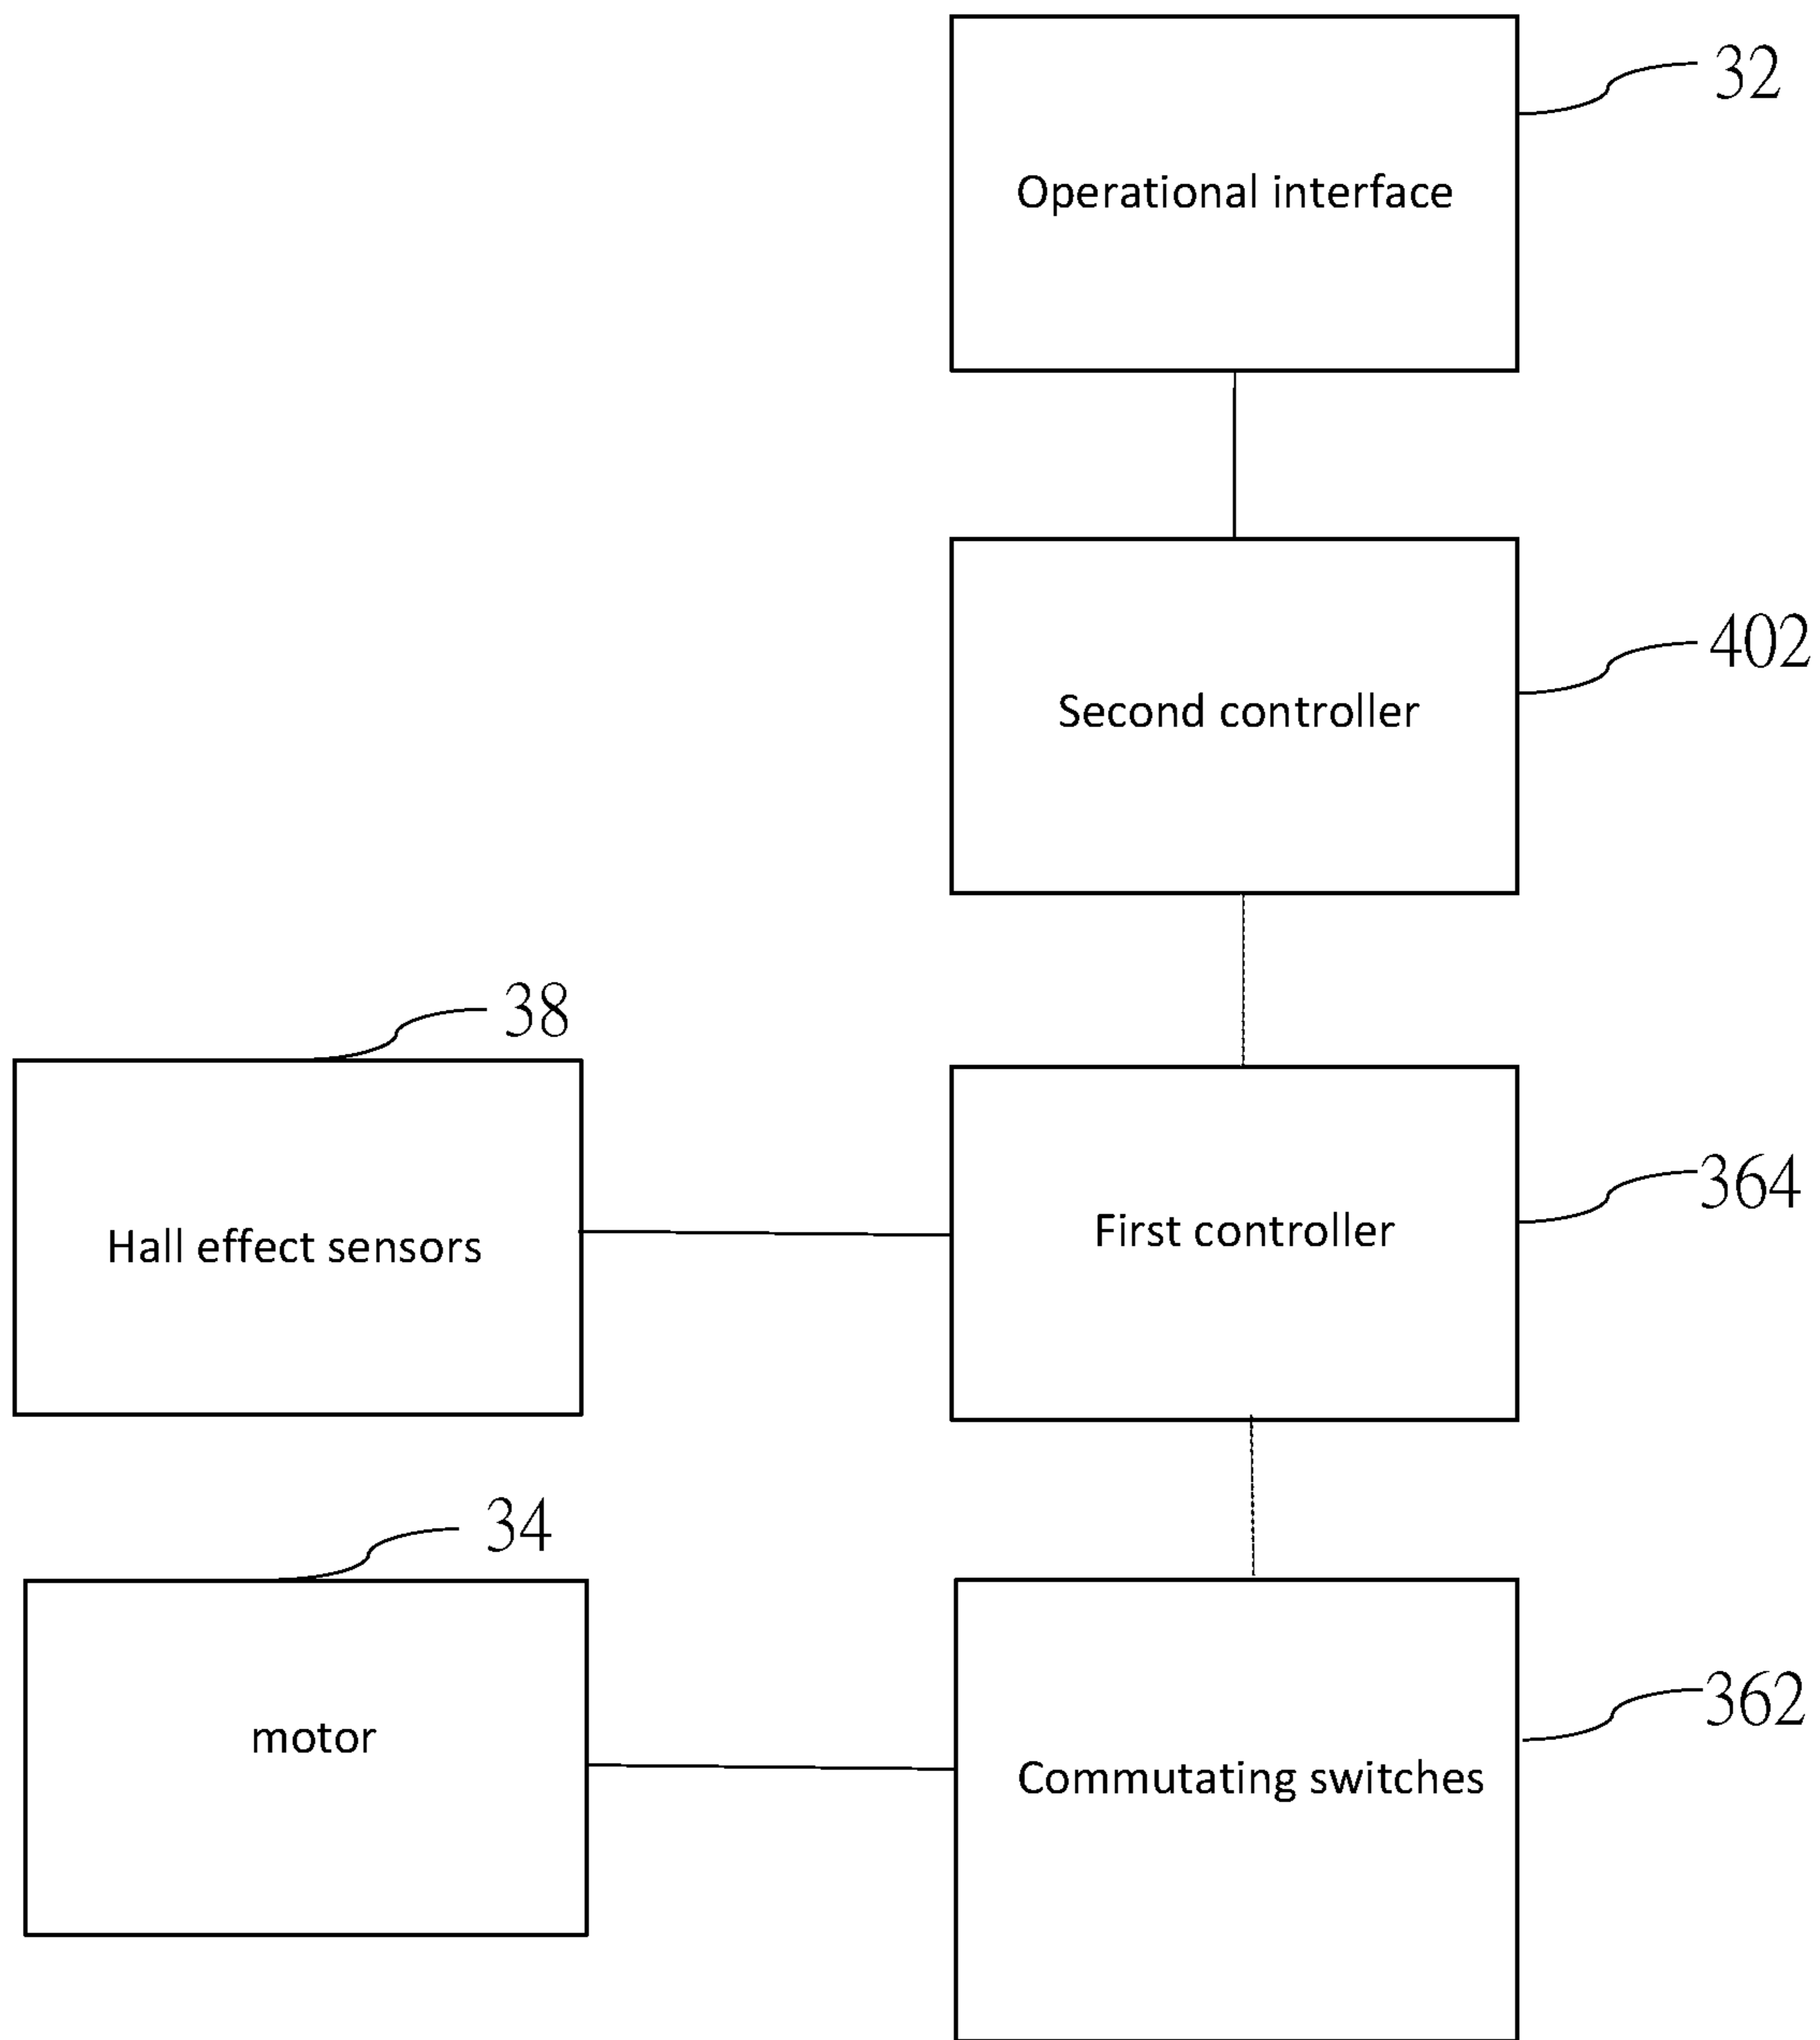 32
Operational interface
402
Second controller
38
364
Hall effect sensors
First controller
34
362
motor
Commutating switches